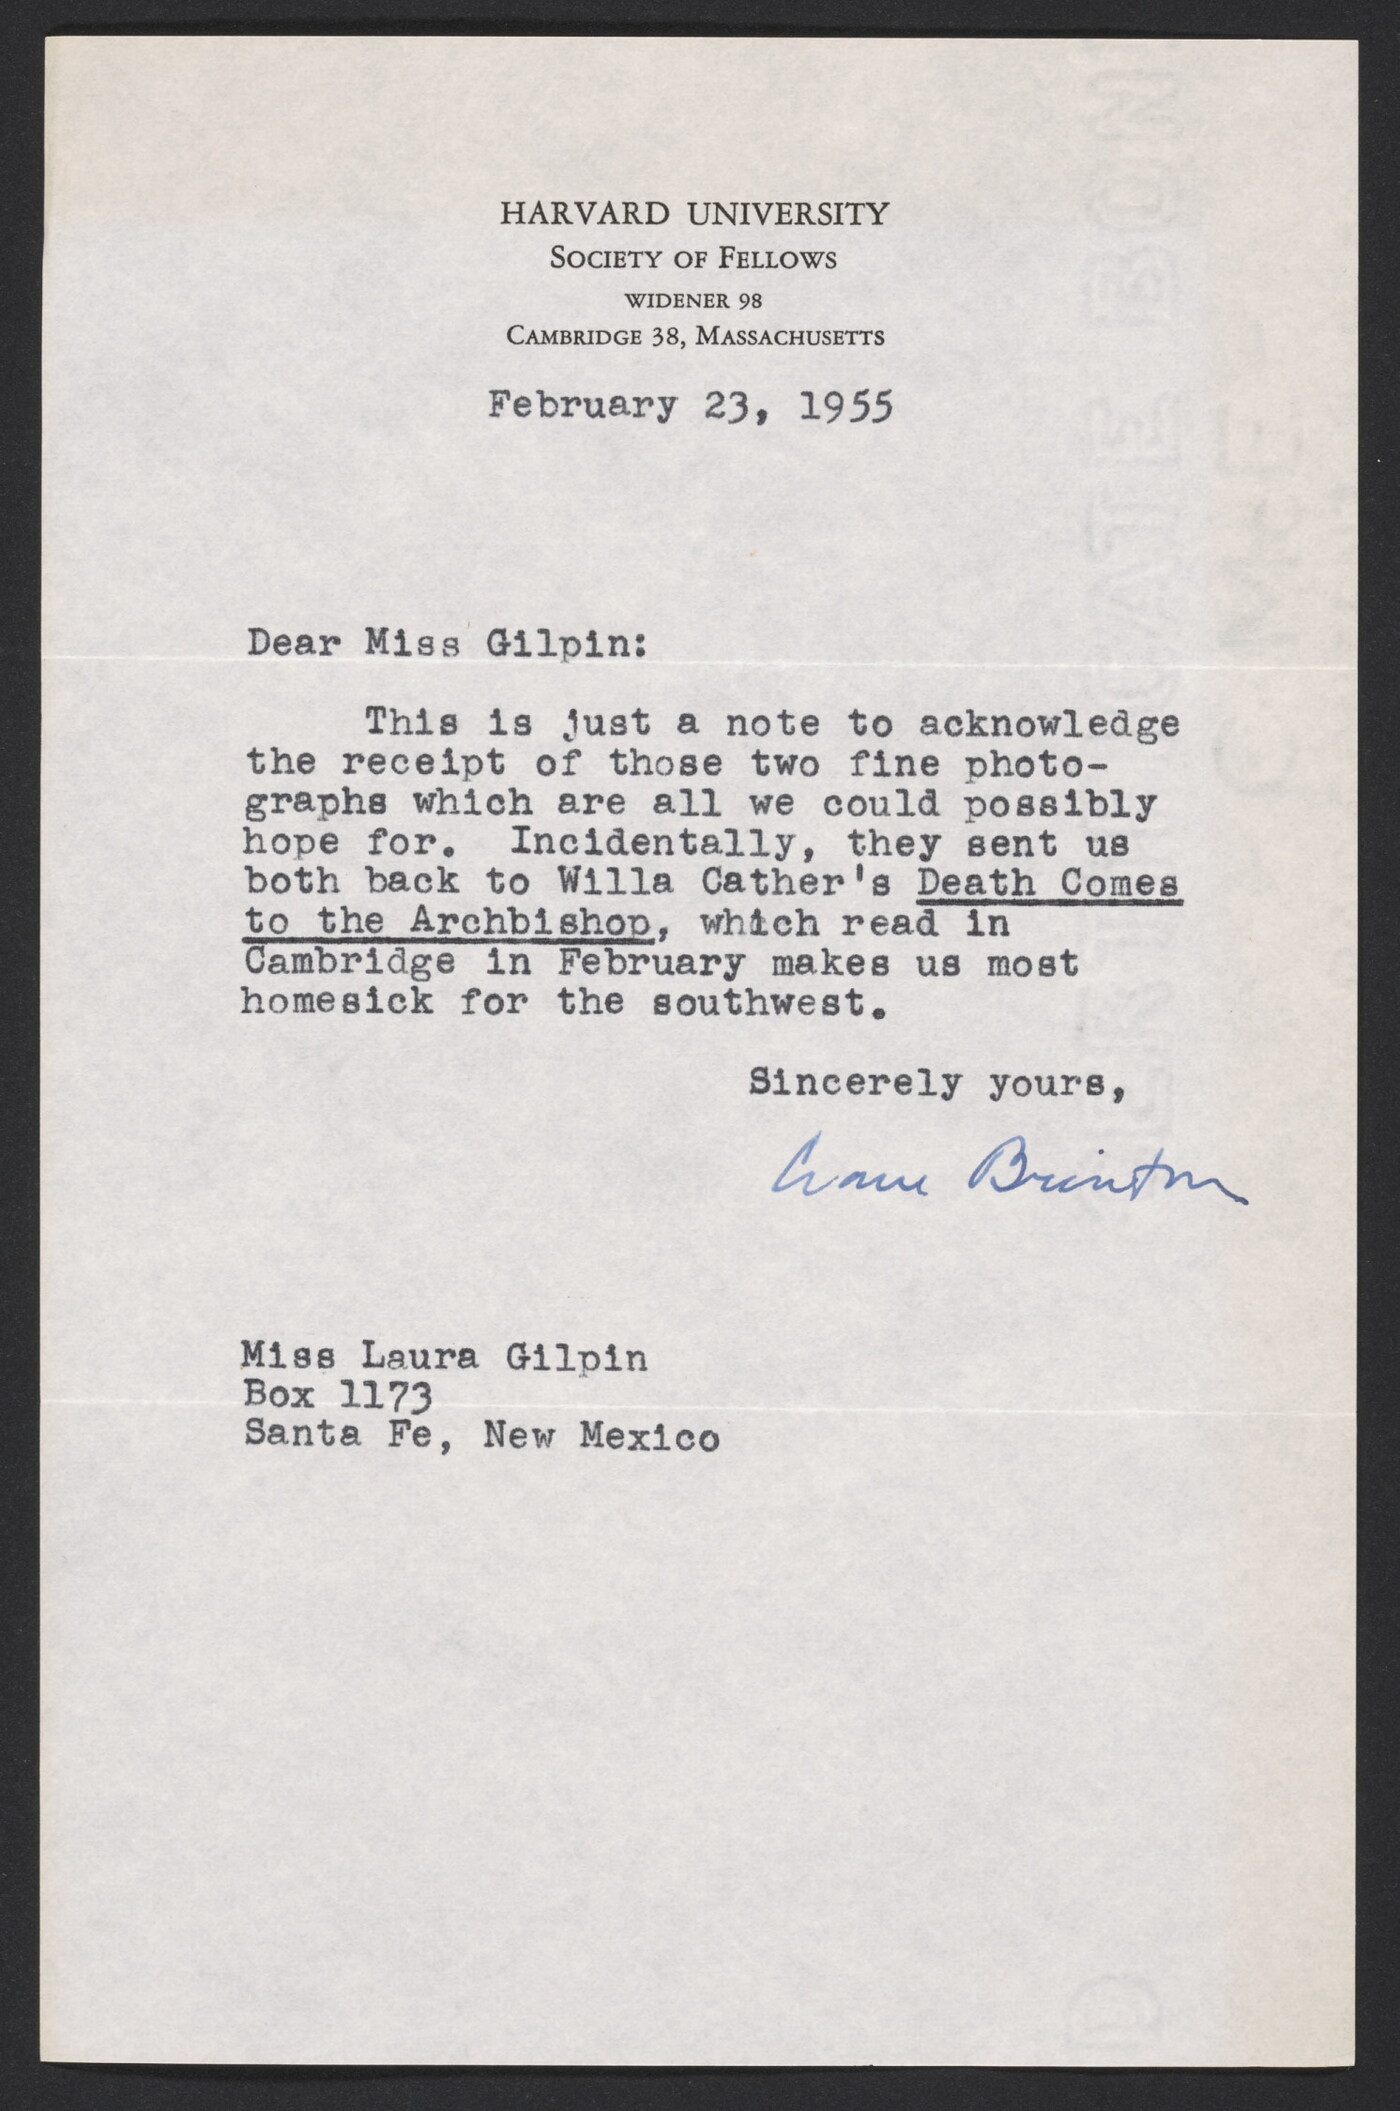 HARVARD UNIVERSITY
SOCIETY OF FELLOWS
WIDENER 98
CAMBRIDGE 38, MASSACHUSETTS
February 23, 1955
Dear Miss Gilpin:
This is just a note to acknowledge
the receipt of those two fine photo-
graphs which are all we could possibly
hope for. Incidentally, they sent us
both back to Willa Cather's Death Comes
to the Archbishop, which read in
Cambridge in February makes us most
homesick for the southwest.
Sincerely yours,
Crane Brinton
Miss Laura Gilpin
Box 1173
Santa Fe, New Mexico